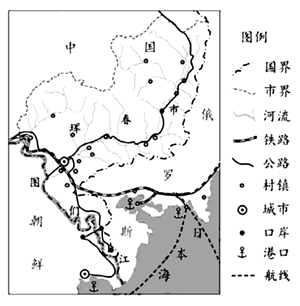 中国
图例
国界
市界
河流
铁路
公路
村镇
城市
口岸
港口
航线
珲春市
俄罗斯
图们江
朝鲜
日本海